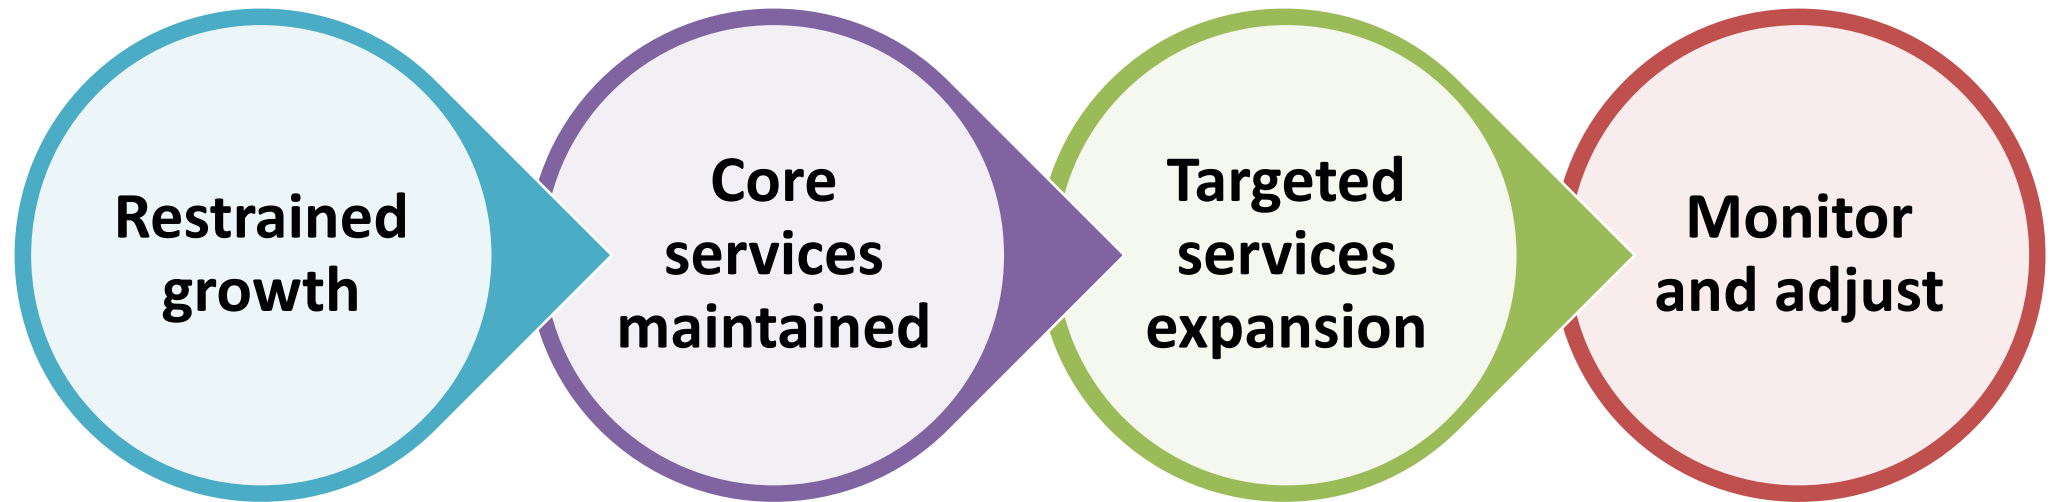 Restrained
growth
Core
services
maintained
Targeted
services
expansion
Monitor
and adjust